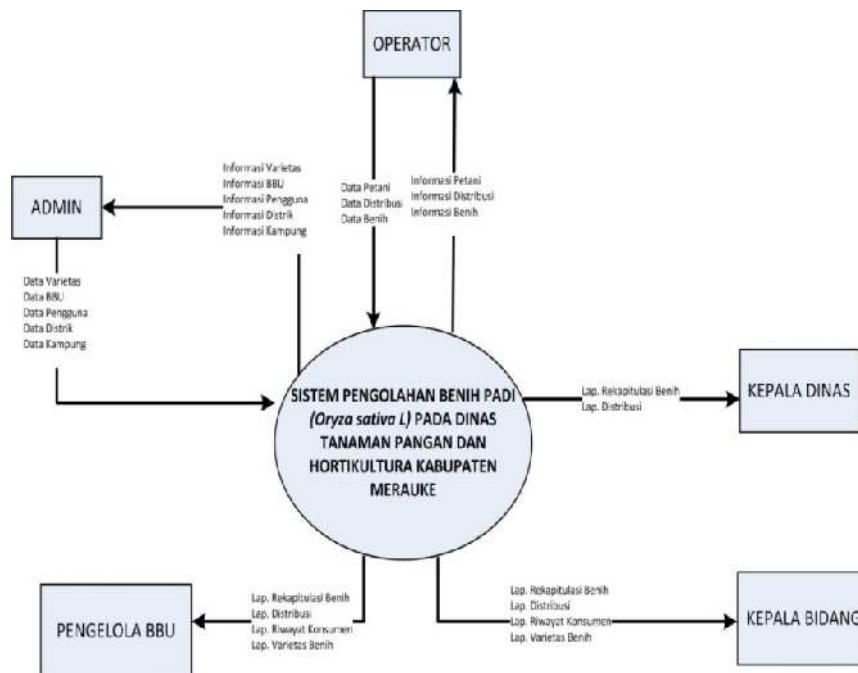 OPERATOR
Informasi Varietas
Informasi BBU
Informasi Pengguna
Informasi Distrik
Informasi Kampung
Data Petani
Data Distribusi
Data Benih
Informasi Petani
Informasi Distribusi
Informasi Benih
ADMIN
Data Varietas
Data BBU
Data Pengguna
Data Distrik
Data Kampung
SISTEM PENGOLAHAN BENIH PADI
(Oryza sativa L) PADA DINAS
TANAMAN PANGAN DAN
HORTIKULTURA KABUPATEN
MERAUKE
Lap. Rekapitulasi Benih
Lap. Distribusi
KEPALA DINAS
PENGELOLA BBU
Lap. Rekapitulasi Benih
Lap. Distribusi
Lap. Riwayat Konsumen
Lap. Varietas Benih
Lap. Rekapitulasi Benih
Lap. Distribusi
Lap. Riwayat Konsumen
Lap. Varietas Benih
KEPALA BIDANG